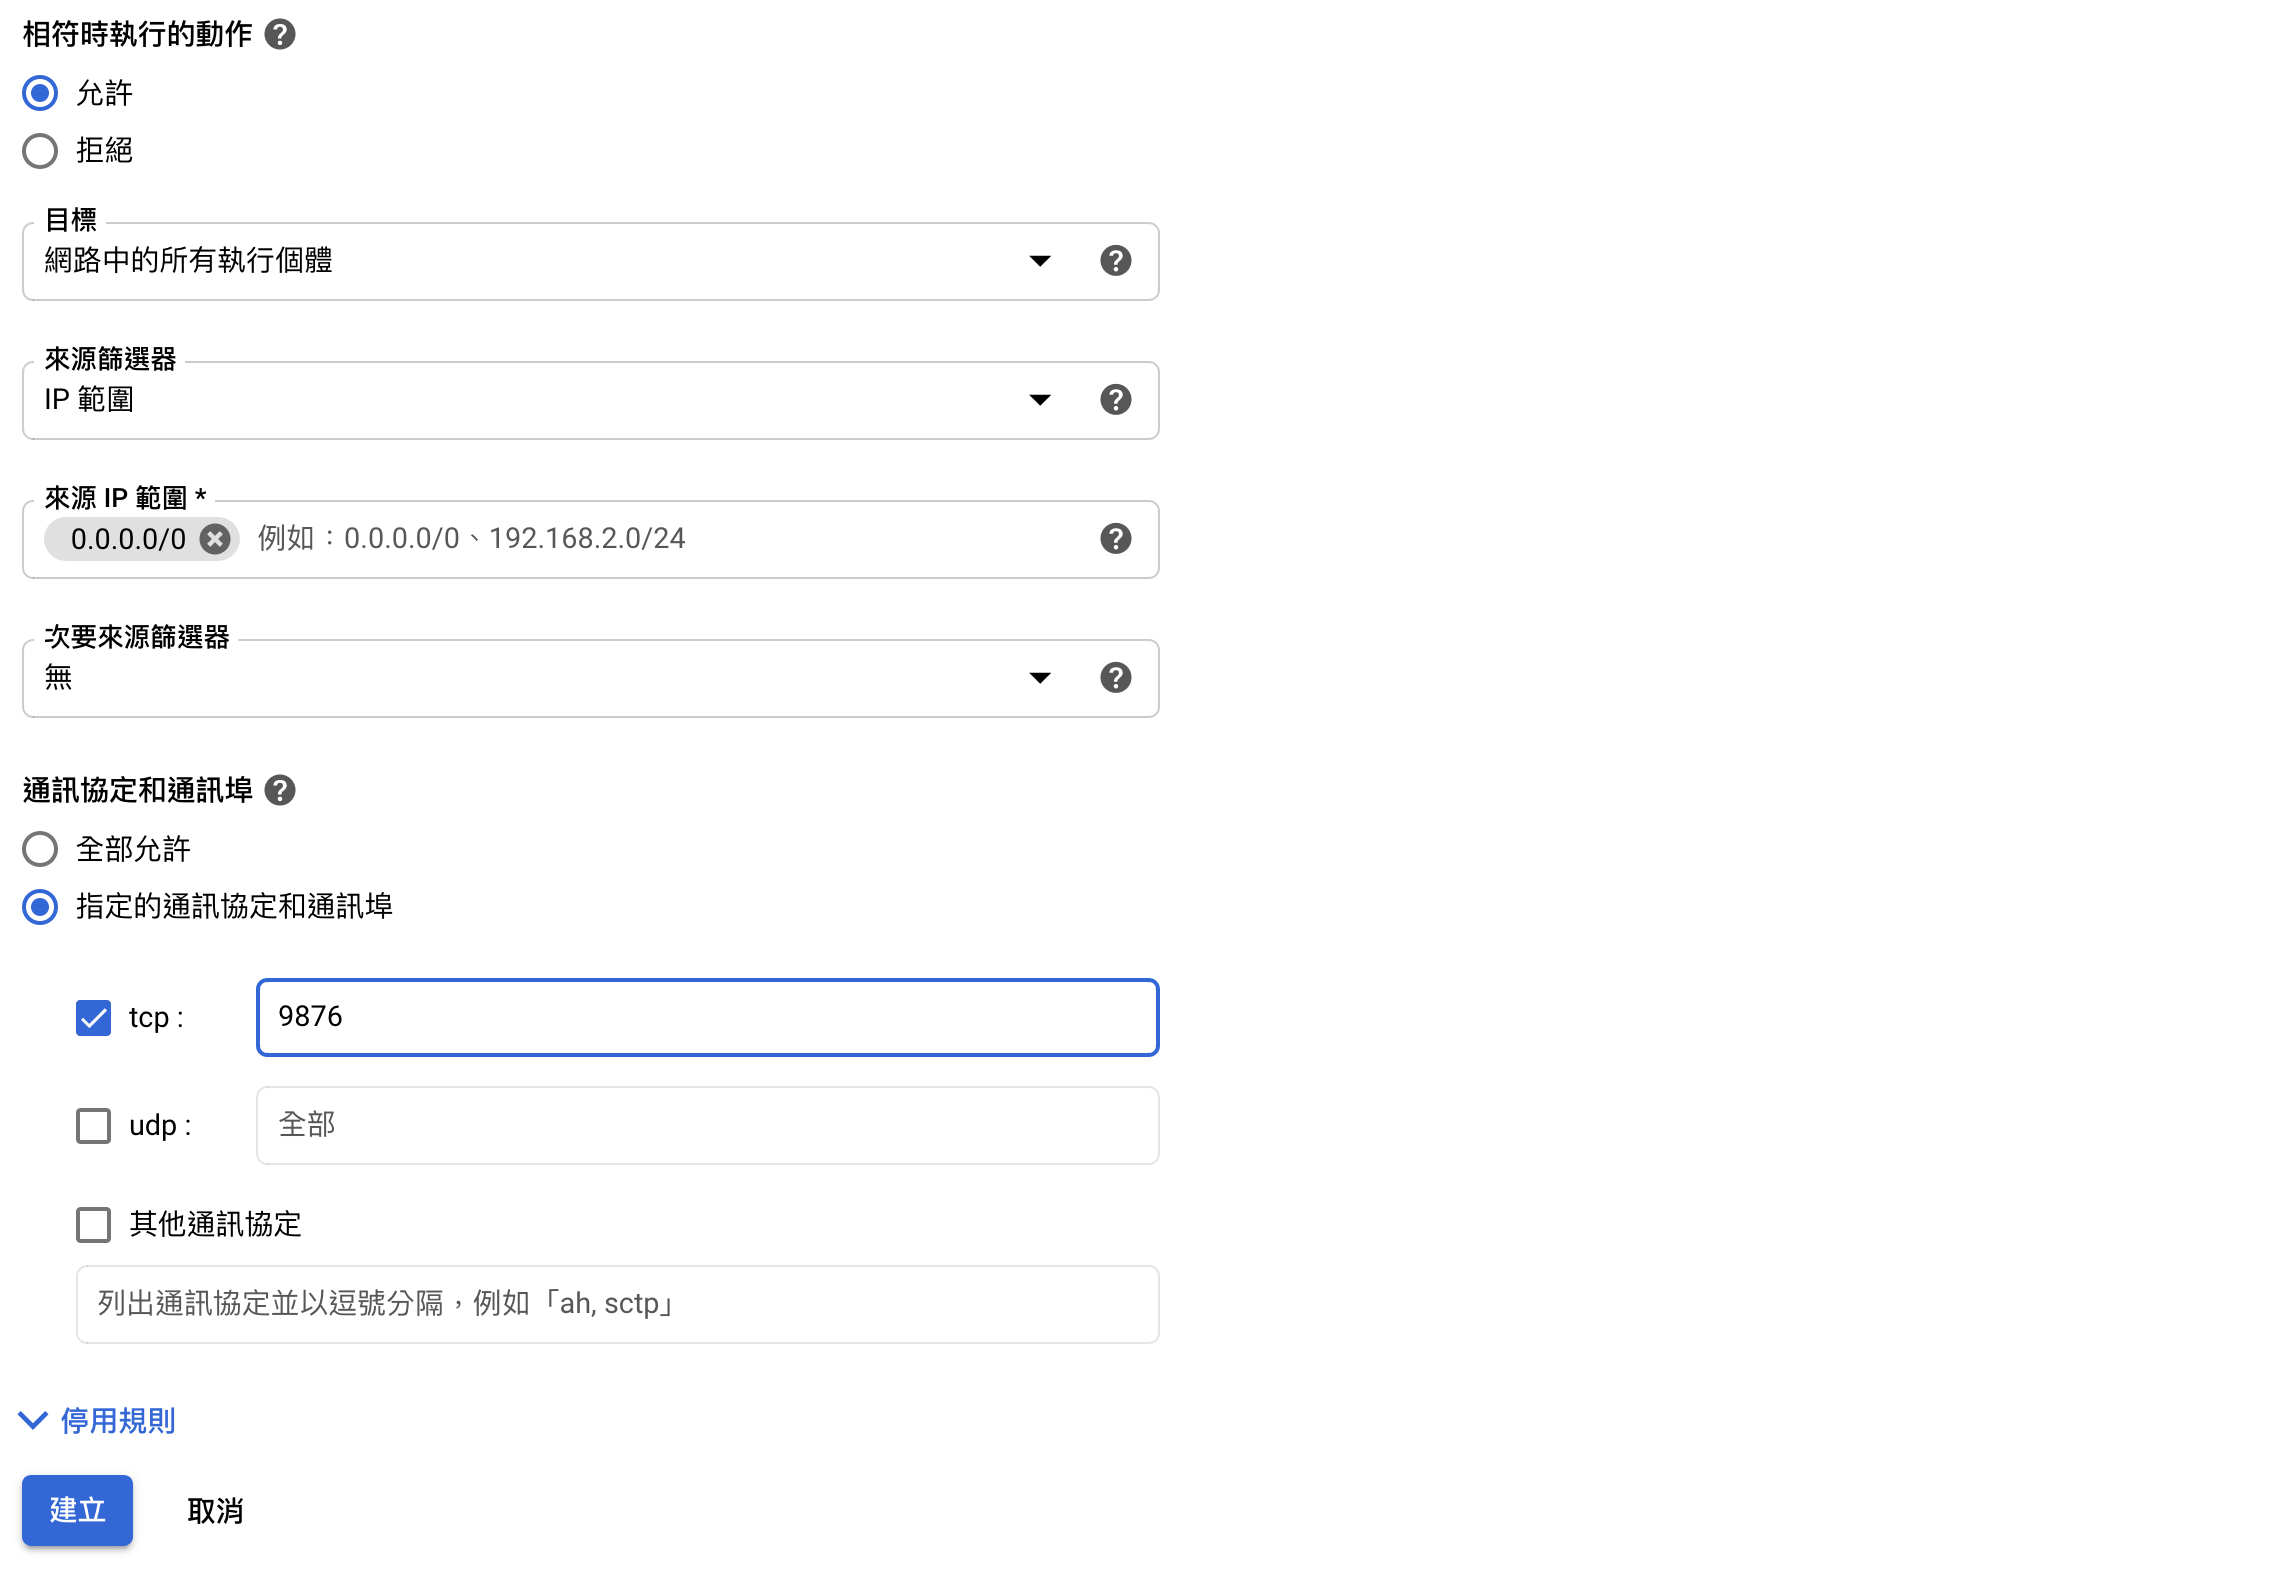 相符時執行的動作
允許
拒絕
目標
網路中的所有執行個體
來源篩選器
IP 範圍
來源 IP 範圍 *
0.0.0.0/0 例如：0.0.0.0/0、192.168.2.0/24
次要來源篩選器
無
通訊協定和通訊埠
全部允許
指定的通訊協定和通訊埠
tcp : 9876
udp : 全部
其他通訊協定
列出通訊協定並以逗號分隔，例如「ah, sctp」
停用規則
建立 取消